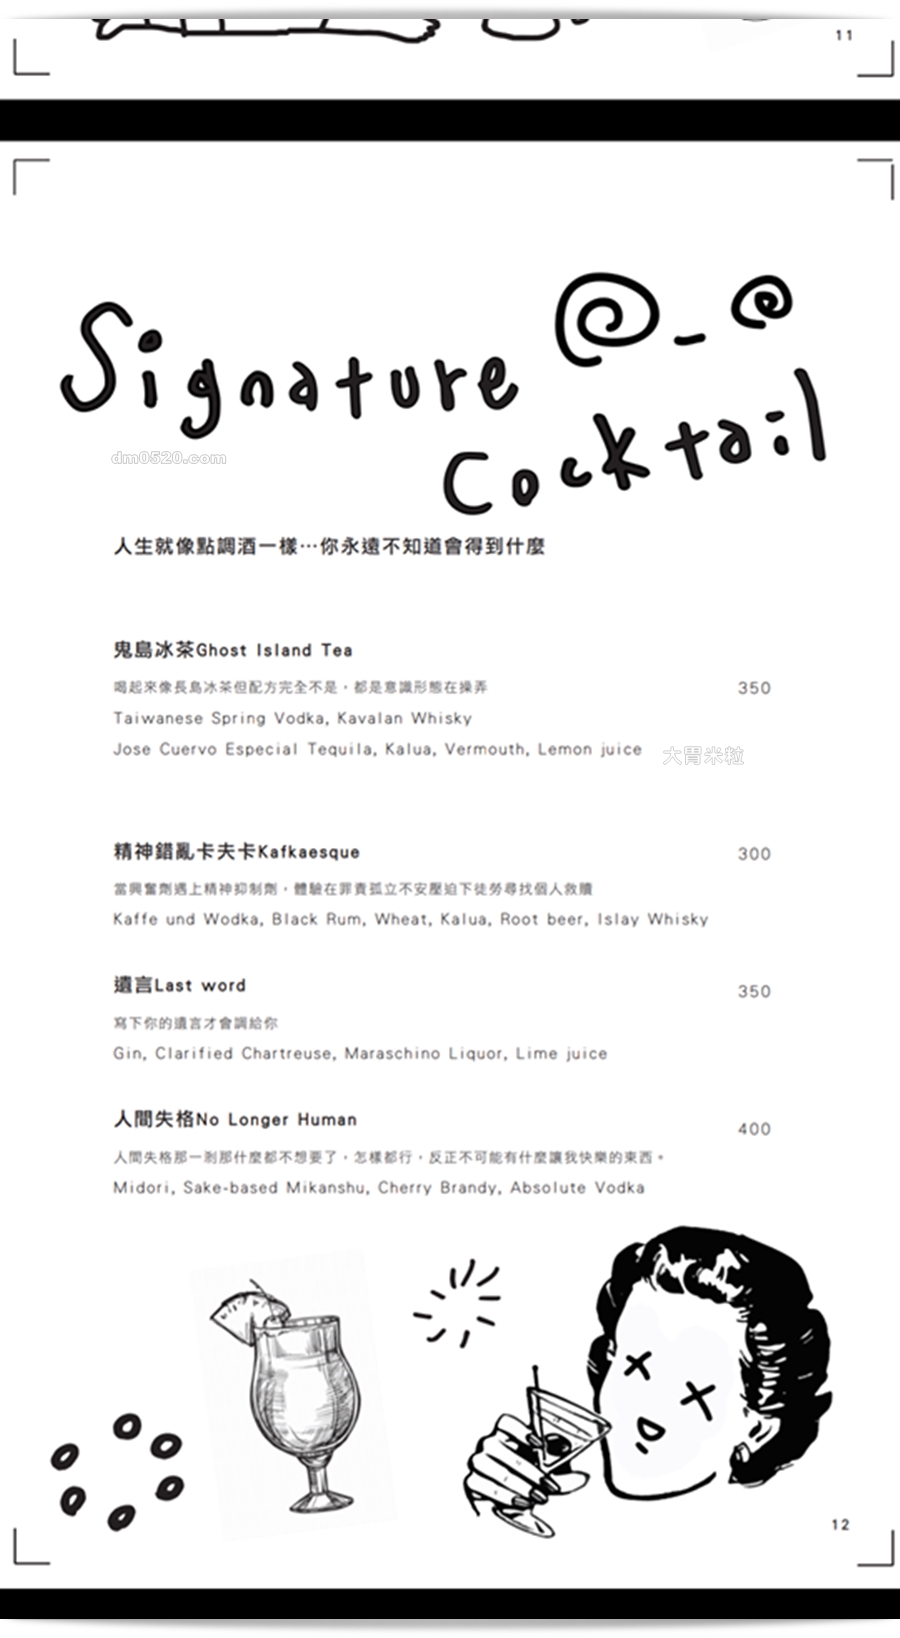 11
Signature @_@
Cocktail
dm0520.com
人生就像點調酒一樣⋯你永遠不知道會得到什麼
鬼島冰茶Ghost Island Tea
喝起來像長島冰茶但配方完全不是，都是意識形態在操弄 350
Taiwanese Spring Vodka, Kavalan Whisky
Jose Cuervo Especial Tequila, Kalua, Vermouth, Lemon juice
大胃米粒
精神錯亂卡夫卡Kafkaesque 300
當興奮劑遇上精神抑制劑，體驗在罪責孤立不安壓迫下徒勞尋找個人救贖
Kaffe und Wodka, Black Rum, Wheat, Kalua, Root beer, Islay Whisky
遺言Last word 350
寫下你的遺言才會調給你
Gin, Clarified Chartreuse, Maraschino Liquor, Lime juice
人間失格No Longer Human 400
人間失格那一剎那什麼都不想要了，怎樣都行，反正不可能有什麼讓我快樂的東西。
Midori, Sake-based Mikanshu, Cherry Brandy, Absolute Vodka
12